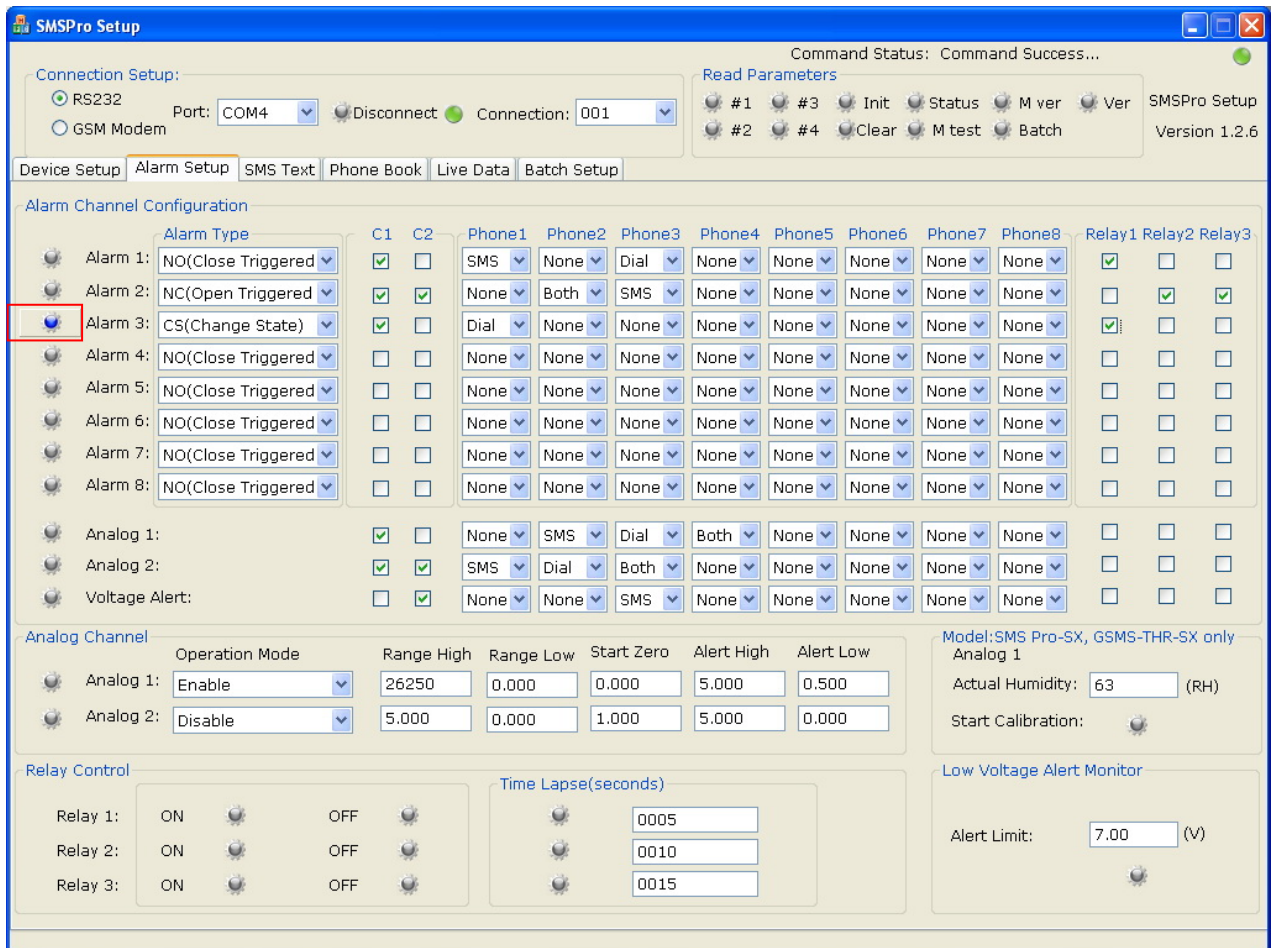 SMSPro Setup
Command Status: Command Success...
Connection Setup:
RS232
GSM Modem
Port: COM4
Disconnect
Connection: 001
Read Parameters
#1 #3 Init Status M ver Ver
#2 #4 Clear M test Batch
SMSPro Setup
Version 1.2.6
Device Setup Alarm Setup SMS Text Phone Book Live Data Batch Setup
Alarm Channel Configuration
Alarm Type C1 C2 Phone1 Phone2 Phone3 Phone4 Phone5 Phone6 Phone7 Phone8 Relay1 Relay2 Relay3
Alarm 1: NO(Close Triggered SMS None Dial None None None None None
Alarm 2: NC(Open Triggered None Both SMS None None None None None
Alarm 3: CS(Change State) Dial None None None None None None None
Alarm 4: NO(Close Triggered None None None None None None None None
Alarm 5: NO(Close Triggered None None None None None None None None
Alarm 6: NO(Close Triggered None None None None None None None None
Alarm 7: NO(Close Triggered None None None None None None None None
Alarm 8: NO(Close Triggered None None None None None None None None
Analog 1: None SMS Dial Both None None None None
Analog 2: SMS Dial Both None None None None None
Voltage Alert: None None SMS None None None None None
Analog Channel
Operation Mode Range High Range Low Start Zero Alert High Alert Low
Analog 1: Enable 26250 0.000 0.000 5.000 0.500
Analog 2: Disable 5.000 0.000 1.000 5.000 0.000
Model:SMS Pro-SX, GSMS-THR-SX only
Analog 1
Actual Humidity: 63 (RH)
Start Calibration:
Relay Control
Time Lapse(seconds)
Relay 1: ON OFF 0005
Relay 2: ON OFF 0010
Relay 3: ON OFF 0015
Low Voltage Alert Monitor
Alert Limit: 7.00 (V)